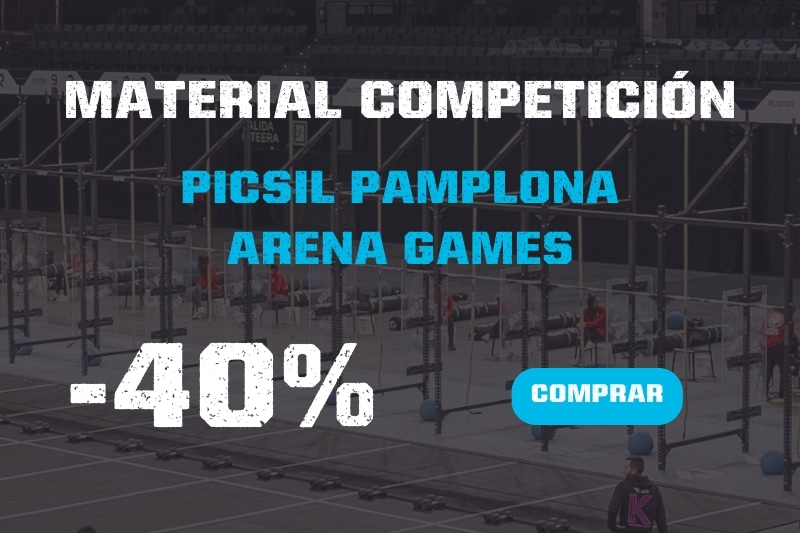 MATERIAL COMPETICIÓN
PICSIL PAMPLONA
ARENA GAMES
-40%
COMPRAR
K